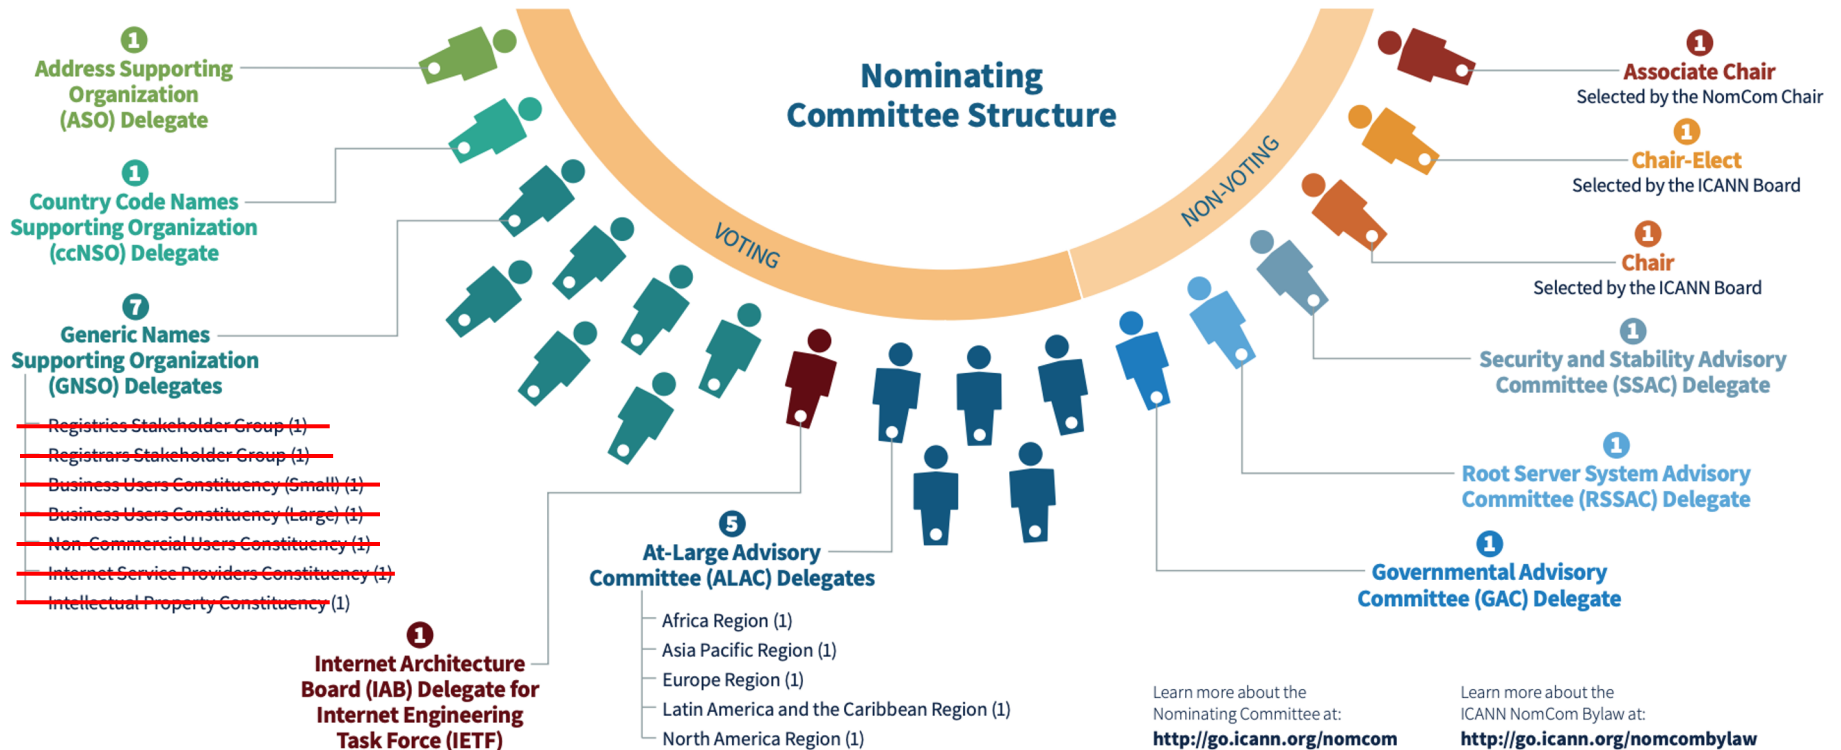 Nominating
Committee Structure
VOTING
NON-VOTING
1
Address Supporting
Organization
(ASO) Delegate
1
Country Code Names
Supporting Organization
(ccNSO) Delegate
7
Generic Names
Supporting Organization
(GNSO) Delegates
Registries Stakeholder Group (1)
Registrars Stakeholder Group (1)
Business Users Constituency (Small) (1)
Business Users Constituency (Large) (1)
Non-Commercial Users Constituency (1)
Internet Service Providers Constituency (1)
Intellectual Property Constituency (1)
1
Internet Architecture
Board (IAB) Delegate for
Internet Engineering
Task Force (IETF)
5
At-Large Advisory
Committee (ALAC) Delegates
Africa Region (1)
Asia Pacific Region (1)
Europe Region (1)
Latin America and the Caribbean Region (1)
North America Region (1)
1
Associate Chair
Selected by the NomCom Chair
1
Chair-Elect
Selected by the ICANN Board
1
Chair
Selected by the ICANN Board
1
Security and Stability Advisory
Committee (SSAC) Delegate
1
Root Server System Advisory
Committee (RSSAC) Delegate
1
Governmental Advisory
Committee (GAC) Delegate
Learn more about the
Nominating Committee at:
http://go.icann.org/nomcom
Learn more about the
ICANN NomCom Bylaw at:
http://go.icann.org/nomcombylaw